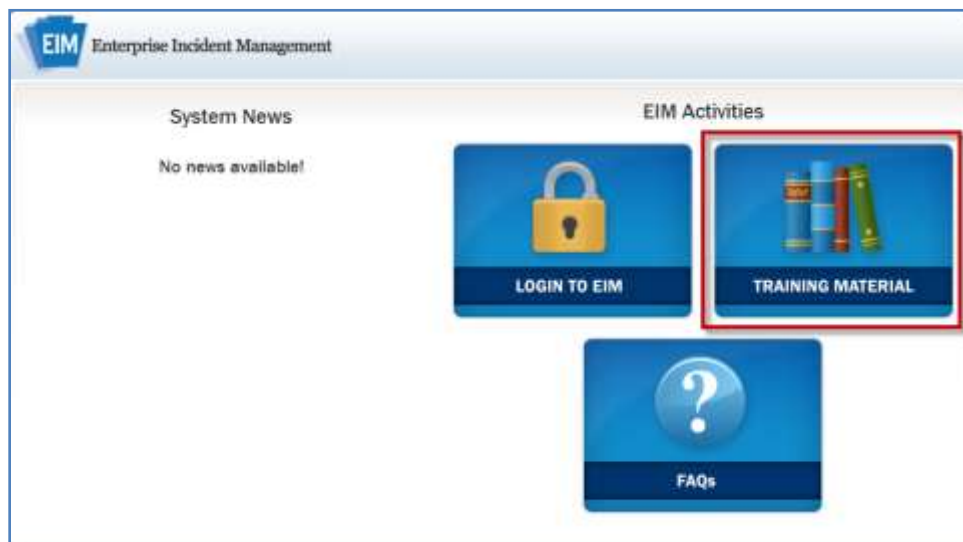 EIM Enterprise Incident Management
System News
No news available!
EIM Activities
LOGIN TO EIM
TRAINING MATERIAL
?
FAQs